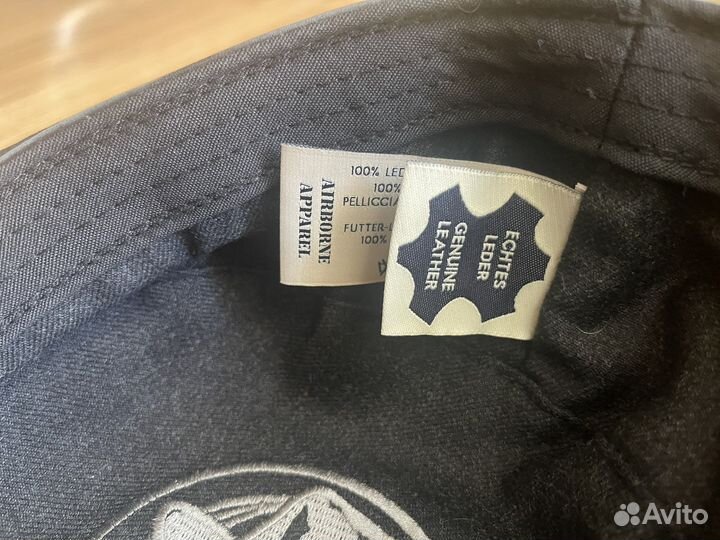 AIRBORNE
APPAREL
100% LED
100%
PELLICCIA
FUTTER-L
100%
ECHTES
LEDER
GENUINE
LEATHER
Avito